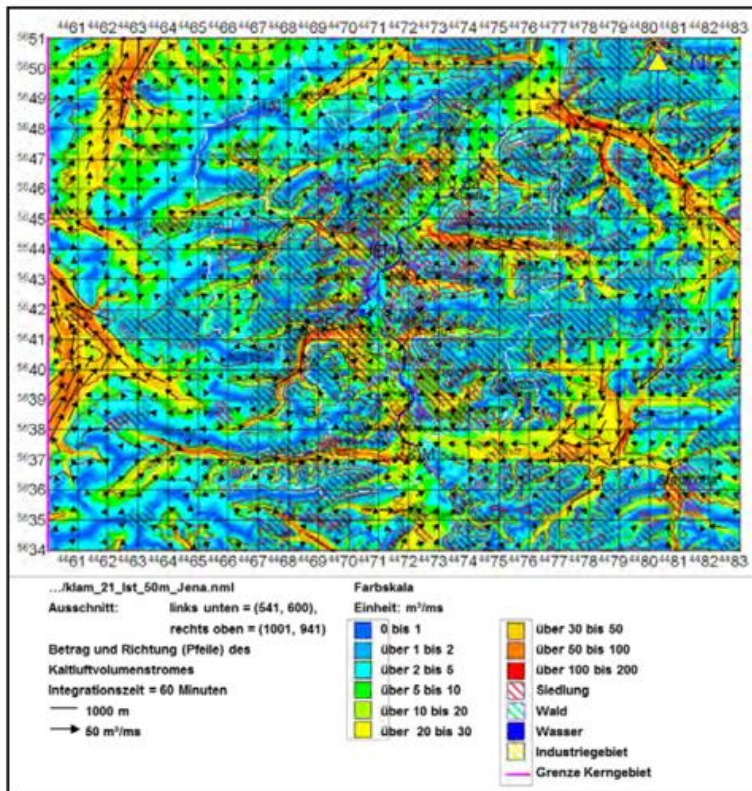 ⁴⁴61 ⁴⁴62 ⁴⁴63 ⁴⁴64 ⁴⁴65 ⁴⁴66 ⁴⁴67 ⁴⁴68 ⁴⁴69 ⁴⁴70 ⁴⁴71 ⁴⁴72 ⁴⁴73 ⁴⁴74 ⁴⁴75 ⁴⁴76 ⁴⁴77 ⁴⁴78 ⁴⁴79 ⁴⁴80 ⁴⁴81 ⁴⁴82 ⁴⁴83
⁵⁶51
⁵⁶50
⁵⁶49
⁵⁶48
⁵⁶47
⁵⁶46
⁵⁶45
⁵⁶44
⁵⁶43
⁵⁶42
⁵⁶41
⁵⁶40
⁵⁶39
⁵⁶38
⁵⁶37
⁵⁶36
⁵⁶35
⁵⁶34
⁴⁴61 ⁴⁴62 ⁴⁴63 ⁴⁴64 ⁴⁴65 ⁴⁴66 ⁴⁴67 ⁴⁴68 ⁴⁴69 ⁴⁴70 ⁴⁴71 ⁴⁴72 ⁴⁴73 ⁴⁴74 ⁴⁴75 ⁴⁴76 ⁴⁴77 ⁴⁴78 ⁴⁴79 ⁴⁴80 ⁴⁴81 ⁴⁴82 ⁴⁴83
.../klam_21_Ist_50m_Jena.nml
Ausschnitt: links unten = (541, 600),
rechts oben = (1001, 941)
Betrag und Richtung (Pfeile) des
Kaltluftvolumenstromes
Integrationszeit = 60 Minuten
1000 m
50 m³/ms
Farbskala
Einheit: m³/ms
0 bis 1
über 1 bis 2
über 2 bis 5
über 5 bis 10
über 10 bis 20
über 20 bis 30
über 30 bis 50
über 50 bis 100
über 100 bis 200
Siedlung
Wald
Wasser
Industriegebiet
Grenze Kerngebiet